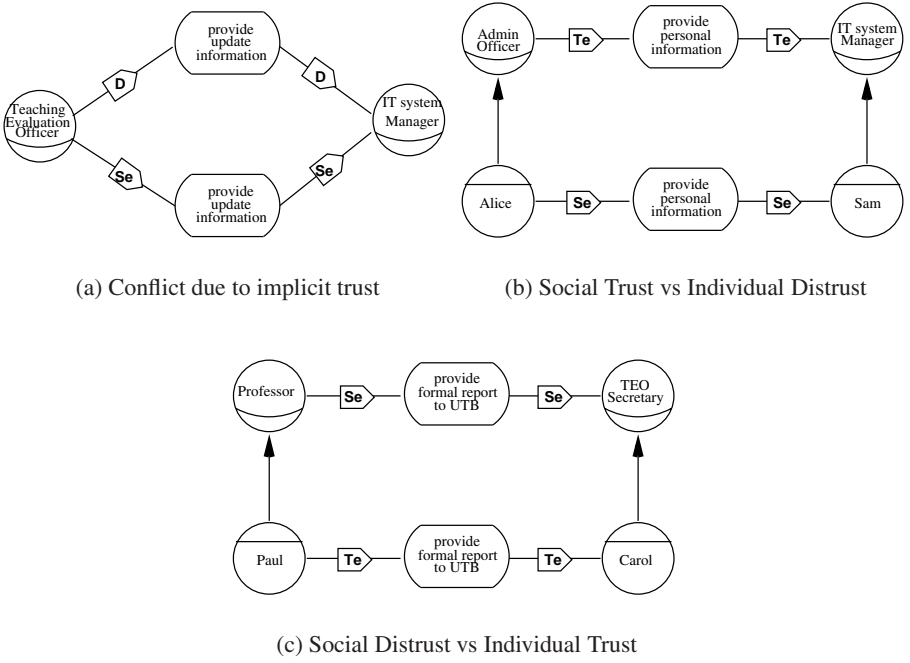 provide
update
information
D
D
Teaching
Evaluation
Officer
IT system
Manager
Se
Se
provide
update
information
(a) Conflict due to implicit trust
Admin
Officer
Te
provide
personal
information
Te
IT system
Manager
Alice
Se
provide
personal
information
Se
Sam
(b) Social Trust vs Individual Distrust
Professor
Se
provide
formal report
to UTB
Se
TEO
Secretary
Paul
Te
provide
formal report
to UTB
Te
Carol
(c) Social Distrust vs Individual Trust